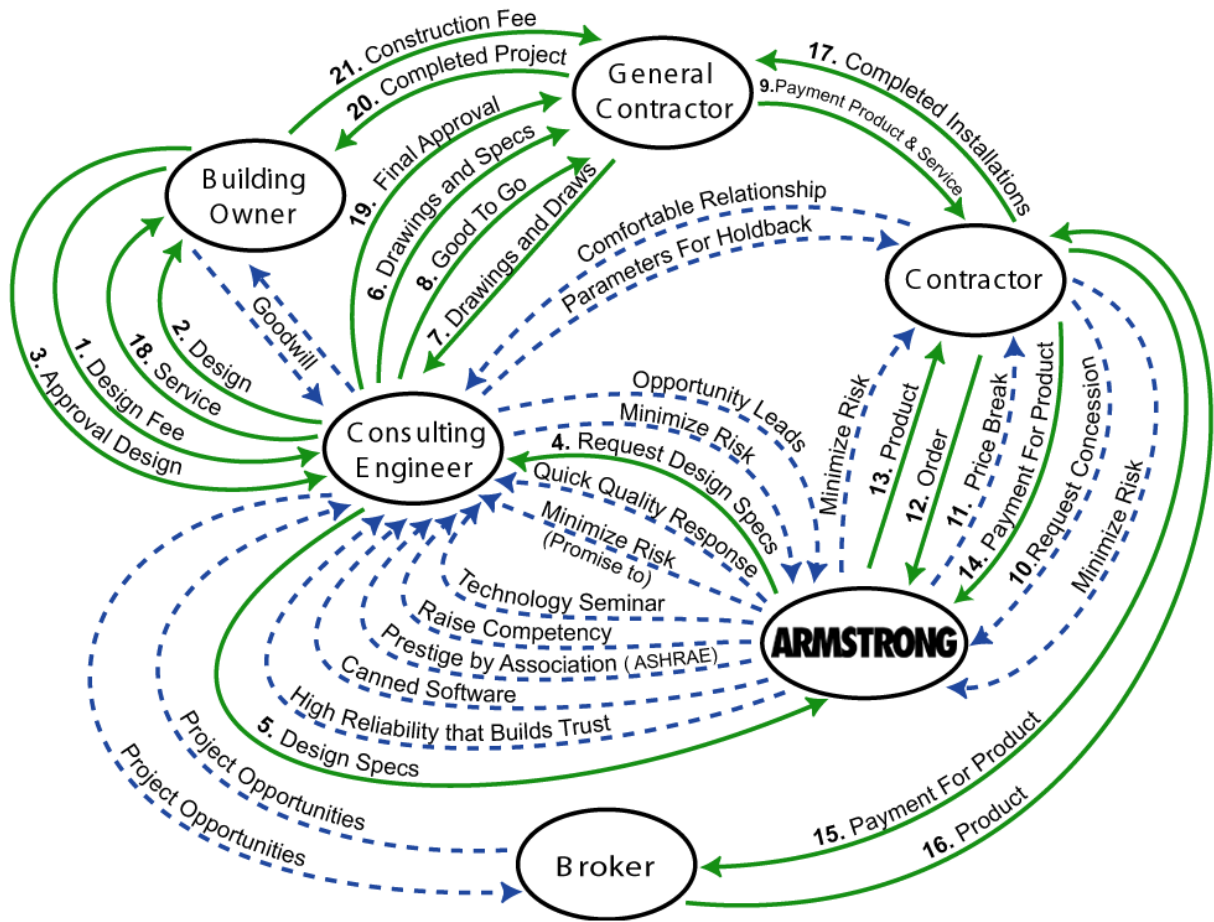 21. Construction Fee
20. Completed Project
General
Contractor
17. Completed Installations
9.Payment Product & Service
19. Final Approval
6. Drawings and Specs
8. Good To Go
7. Drawings and Draws
Building
Owner
Comfortable Relationship
Parameters For Holdback
Contractor
Goodwill
2. Design
18. Service
1. Design Fee
3. Approval Design
Consulting
Engineer
Opportunity Leads
Minimize Risk
4. Request Design Specs
Quick Quality Response
Minimize Risk
(Promise to)
Minimize Risk
13. Product
12. Order
11. Price Break
14. Payment For Product
10.Request Concession
Minimize Risk
Technology Seminar
Raise Competency
Prestige by Association (ASHRAE)
Canned Software
High Reliability that Builds Trust
5. Design Specs
ARMSTRONG
Project Opportunities
Project Opportunities
Broker
15. Payment For Product
16. Product